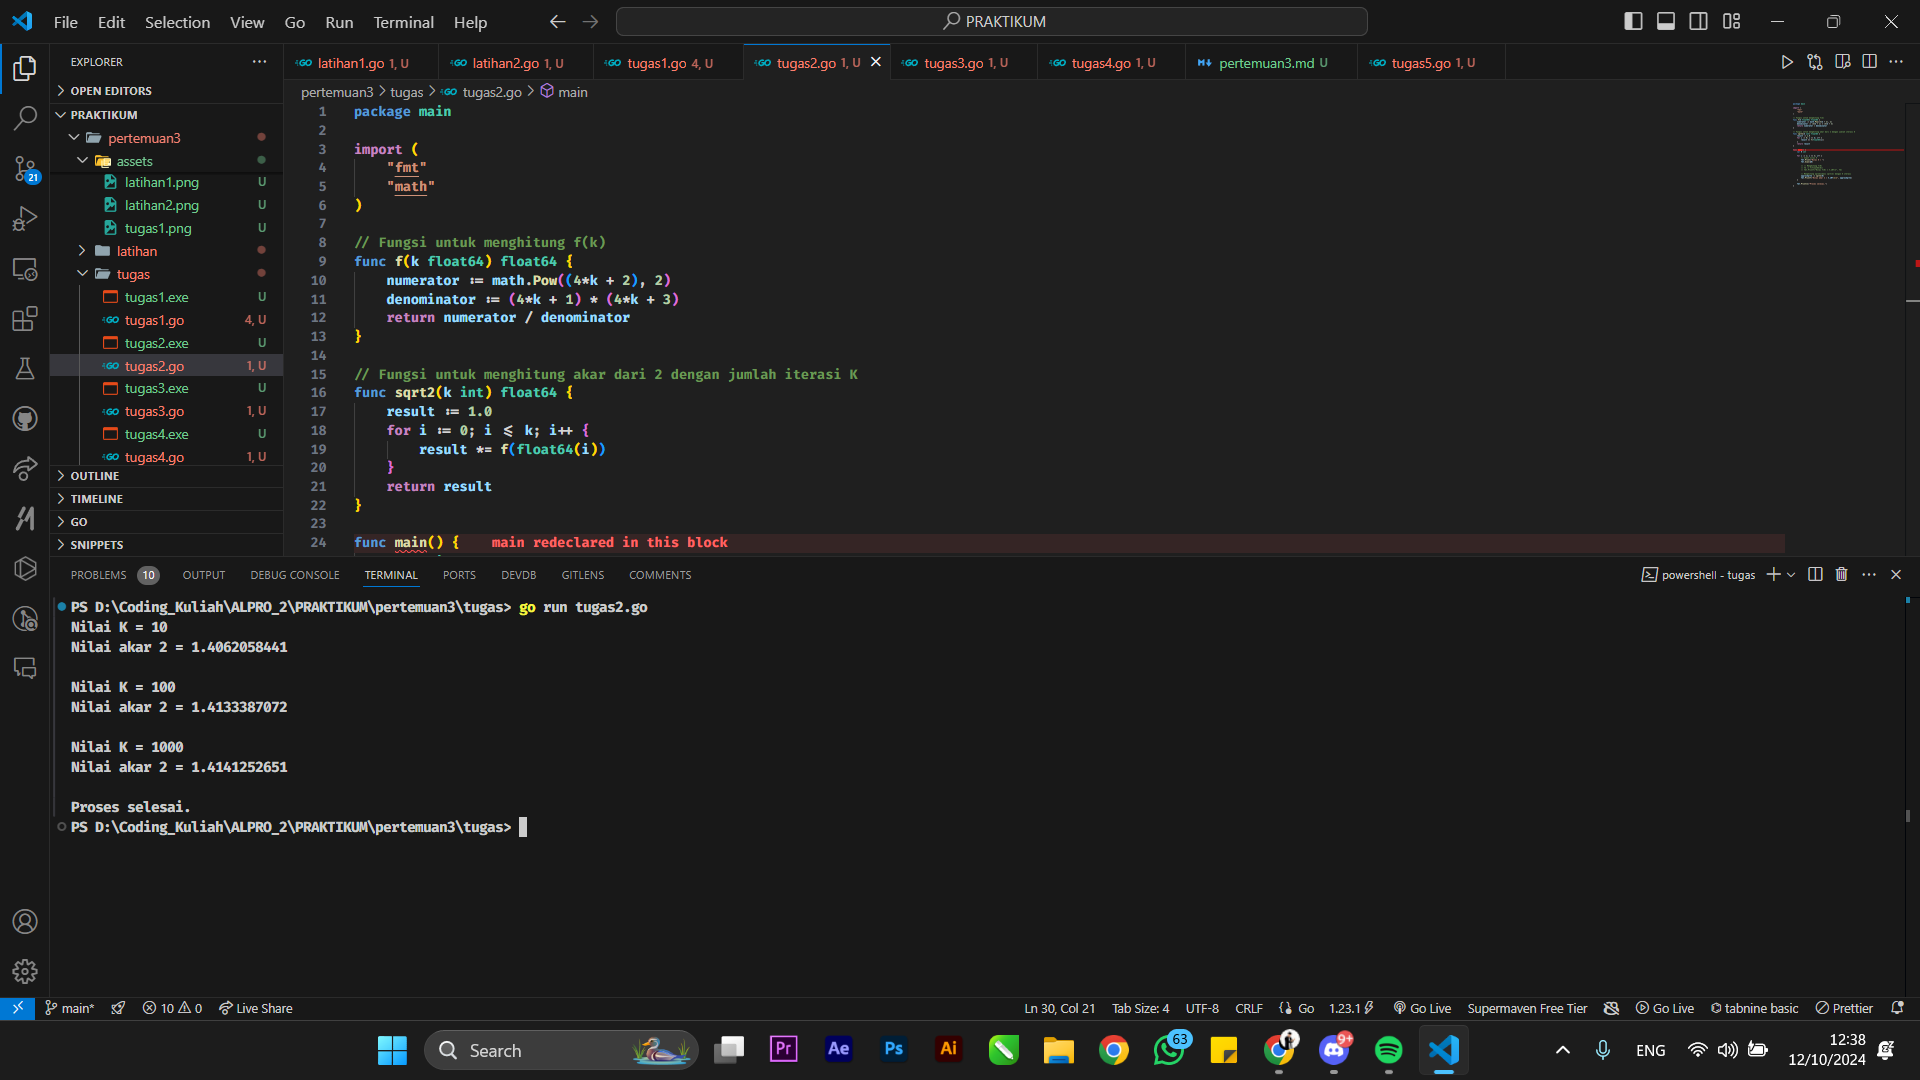 File Edit Selection View Go Run Terminal Help
PRAKTIKUM
EXPLORER
OPEN EDITORS
PRAKTIKUM
pertemuan3
assets
latihan1.png U
latihan2.png U
tugas1.png U
latihan
tugas
tugas1.exe U
tugas1.go 4, U
tugas2.exe U
tugas2.go 1, U
tugas3.exe U
tugas3.go 1, U
tugas4.exe U
tugas4.go 1, U
OUTLINE
TIMELINE
GO
SNIPPETS
21
latihan1.go 1, U
latihan2.go 1, U
tugas1.go 4, U
tugas2.go 1, U
tugas3.go 1, U
tugas4.go 1, U
pertemuan3.md U
tugas5.go 1, U
pertemuan3 > tugas > tugas2.go > main
1 package main
2
3 import (
4 "fmt"
5 "math"
6 )
7
8 // Fungsi untuk menghitung f(k)
9 func f(k float64) float64 {
10 numerator := math.Pow((4*k + 2), 2)
11 denominator := (4*k + 1) * (4*k + 3)
12 return numerator / denominator
13 }
14
15 // Fungsi untuk menghitung akar dari 2 dengan jumlah iterasi K
16 func sqrt2(k int) float64 {
17 result := 1.0
18 for i := 0; i <= k; i++ {
19 result *= f(float64(i))
20 }
21 return result
22 }
23
24 func main() { main redeclared in this block
PROBLEMS 10 OUTPUT DEBUG CONSOLE TERMINAL PORTS DEVDB GITLENS COMMENTS
powershell - tugas
PS D:\Coding_Kuliah\ALPRO_2\PRAKTIKUM\pertemuan3\tugas> go run tugas2.go
Nilai K = 10
Nilai akar 2 = 1.4062058441
Nilai K = 100
Nilai akar 2 = 1.4133387072
Nilai K = 1000
Nilai akar 2 = 1.4141252651
Proses selesai.
PS D:\Coding_Kuliah\ALPRO_2\PRAKTIKUM\pertemuan3\tugas>
main* 10 0 Live Share
Ln 30, Col 21 Tab Size: 4 UTF-8 CRLF Go 1.23.1 Go Live Supermaven Free Tier Go Live tabnine basic Prettier
Search
Pr
Ae
Ps
Ai
63
9+
ENG
12:38
12/10/2024